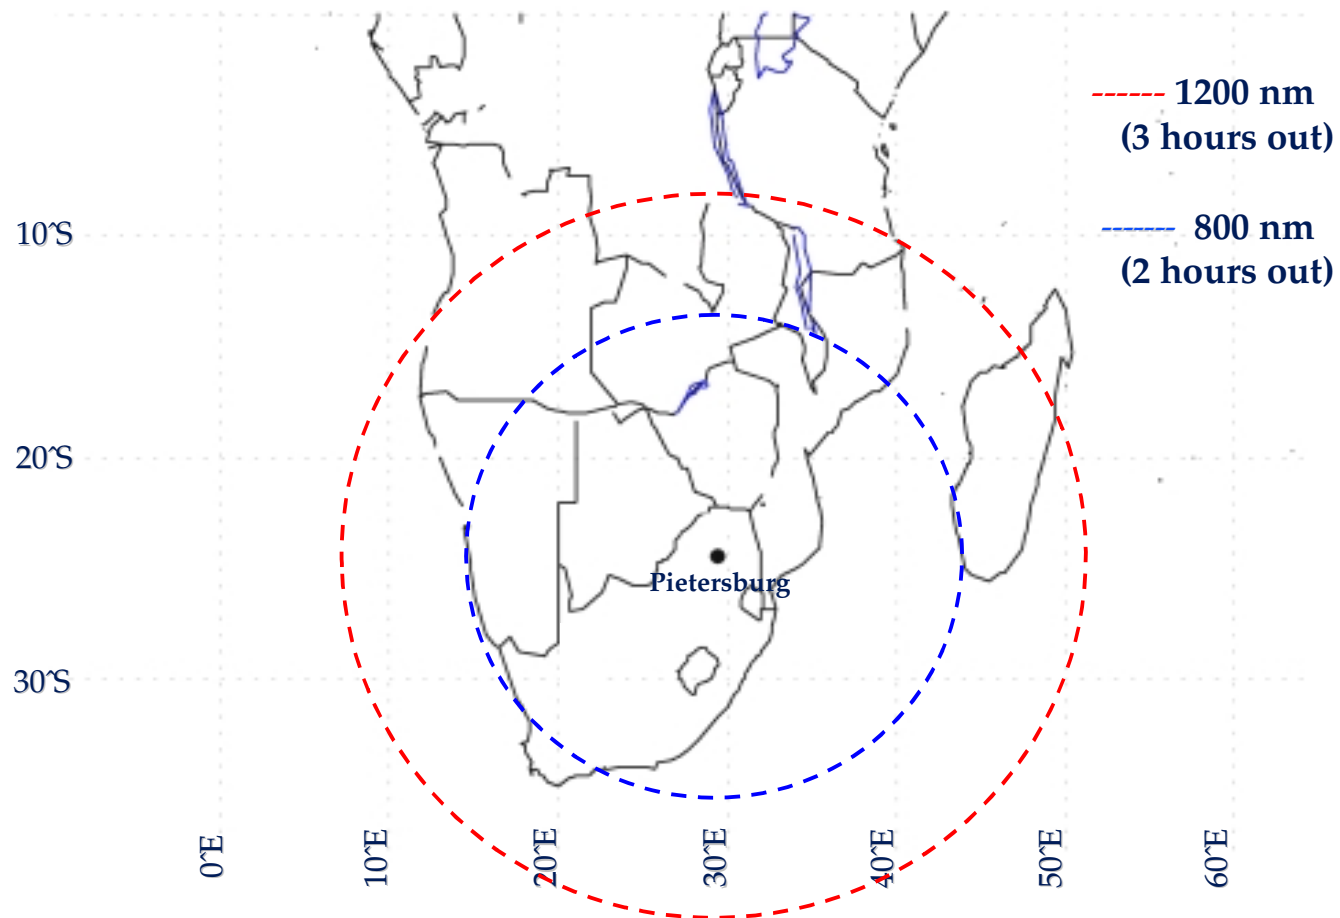 ------ 1200 nm
(3 hours out)
------- 800 nm
(2 hours out)
10^S
20^S
30^S
Pietersburg
0^E
10^E
20^E
30^E
40^E
50^E
60^E